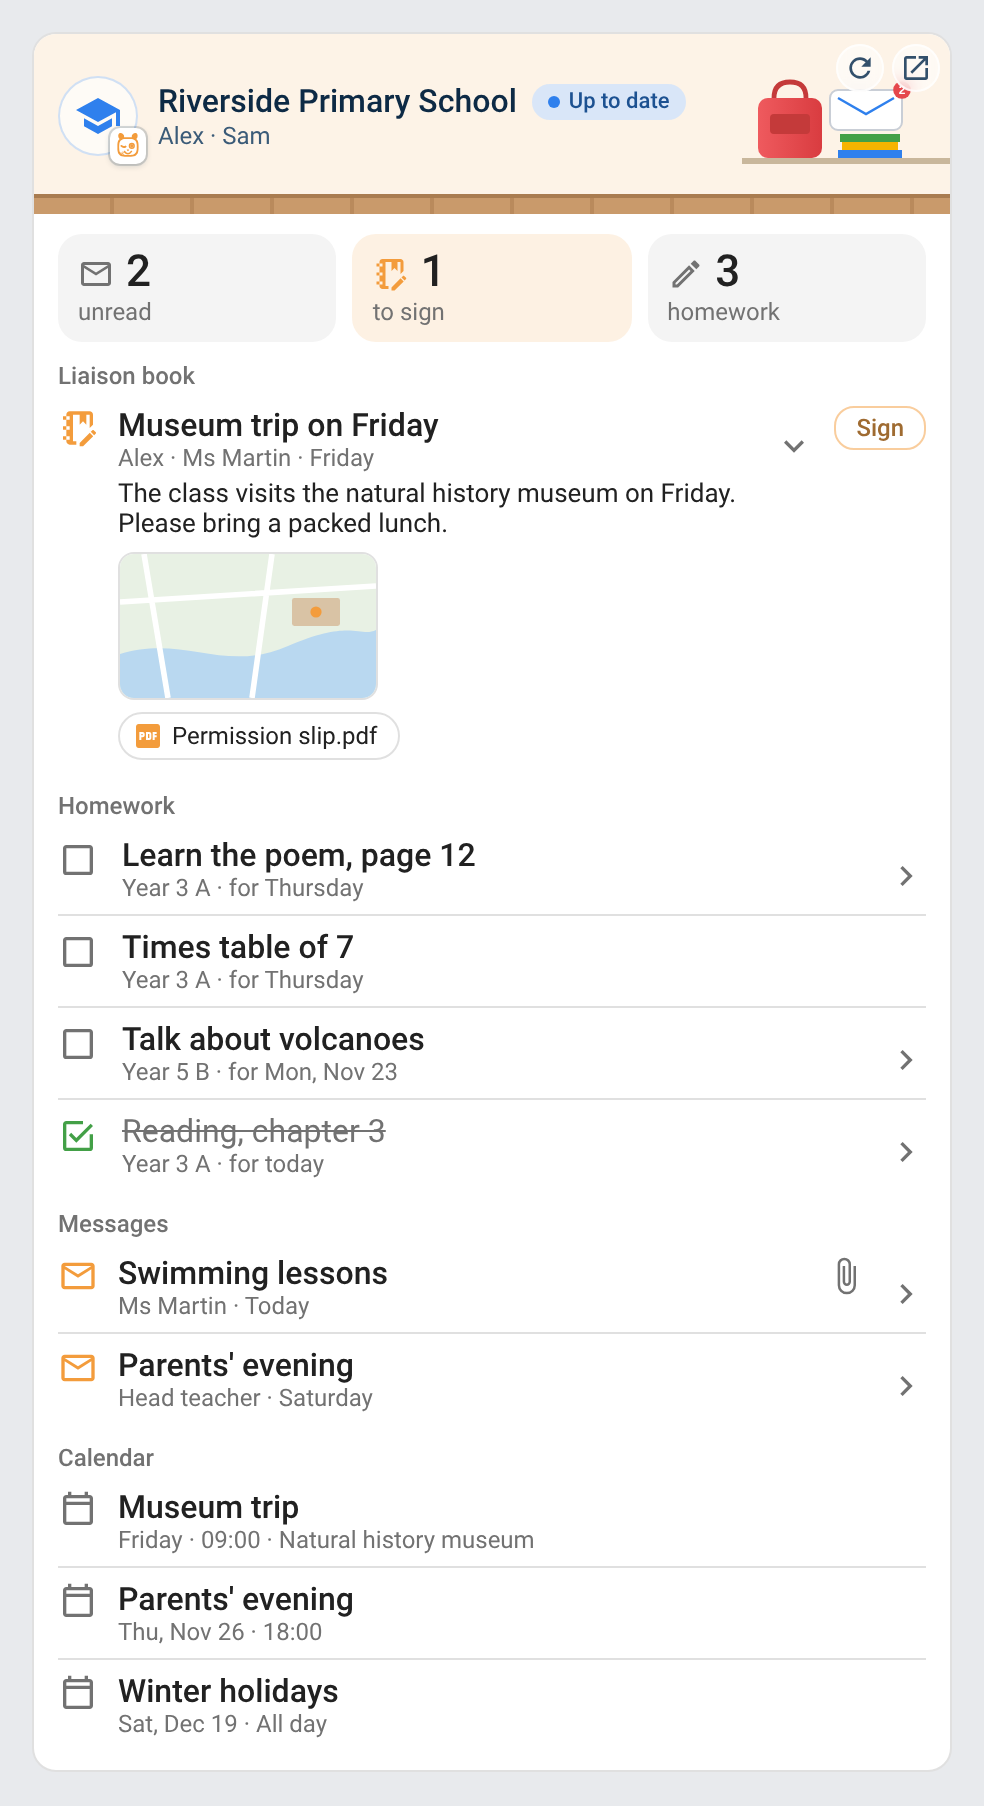 Riverside Primary School
Up to date
Alex · Sam
2
2
unread
1
to sign
3
homework
Liaison book
Museum trip on Friday
Sign
Alex · Ms Martin · Friday
The class visits the natural history museum on Friday.
Please bring a packed lunch.
PDF
Permission slip.pdf
Homework
Learn the poem, page 12
Year 3 A · for Thursday
Times table of 7
Year 3 A · for Thursday
Talk about volcanoes
Year 5 B · for Mon, Nov 23
Reading, chapter 3
Year 3 A · for today
Messages
Swimming lessons
Ms Martin · Today
Parents' evening
Head teacher · Saturday
Calendar
Museum trip
Friday · 09:00 · Natural history museum
Parents' evening
Thu, Nov 26 · 18:00
Winter holidays
Sat, Dec 19 · All day